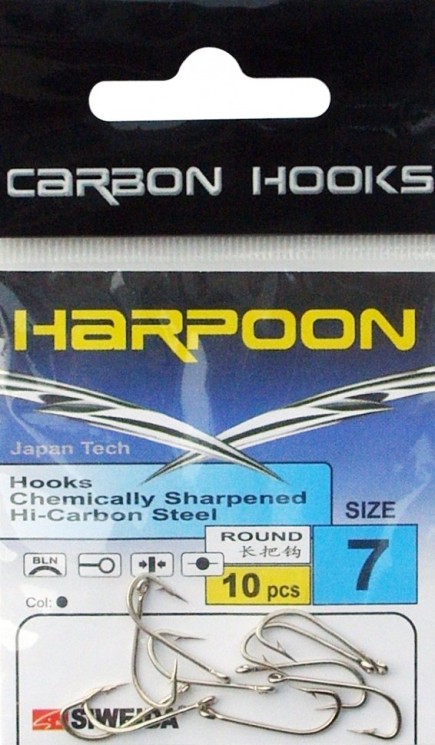 CARBON HOOKS
HARPOON
Japan Tech
Hooks
Chemically Sharpened
Hi-Carbon Steel
SIZE
ROUND
长把钩
7
BLN
10 pcs
Col:
SIWEIDA